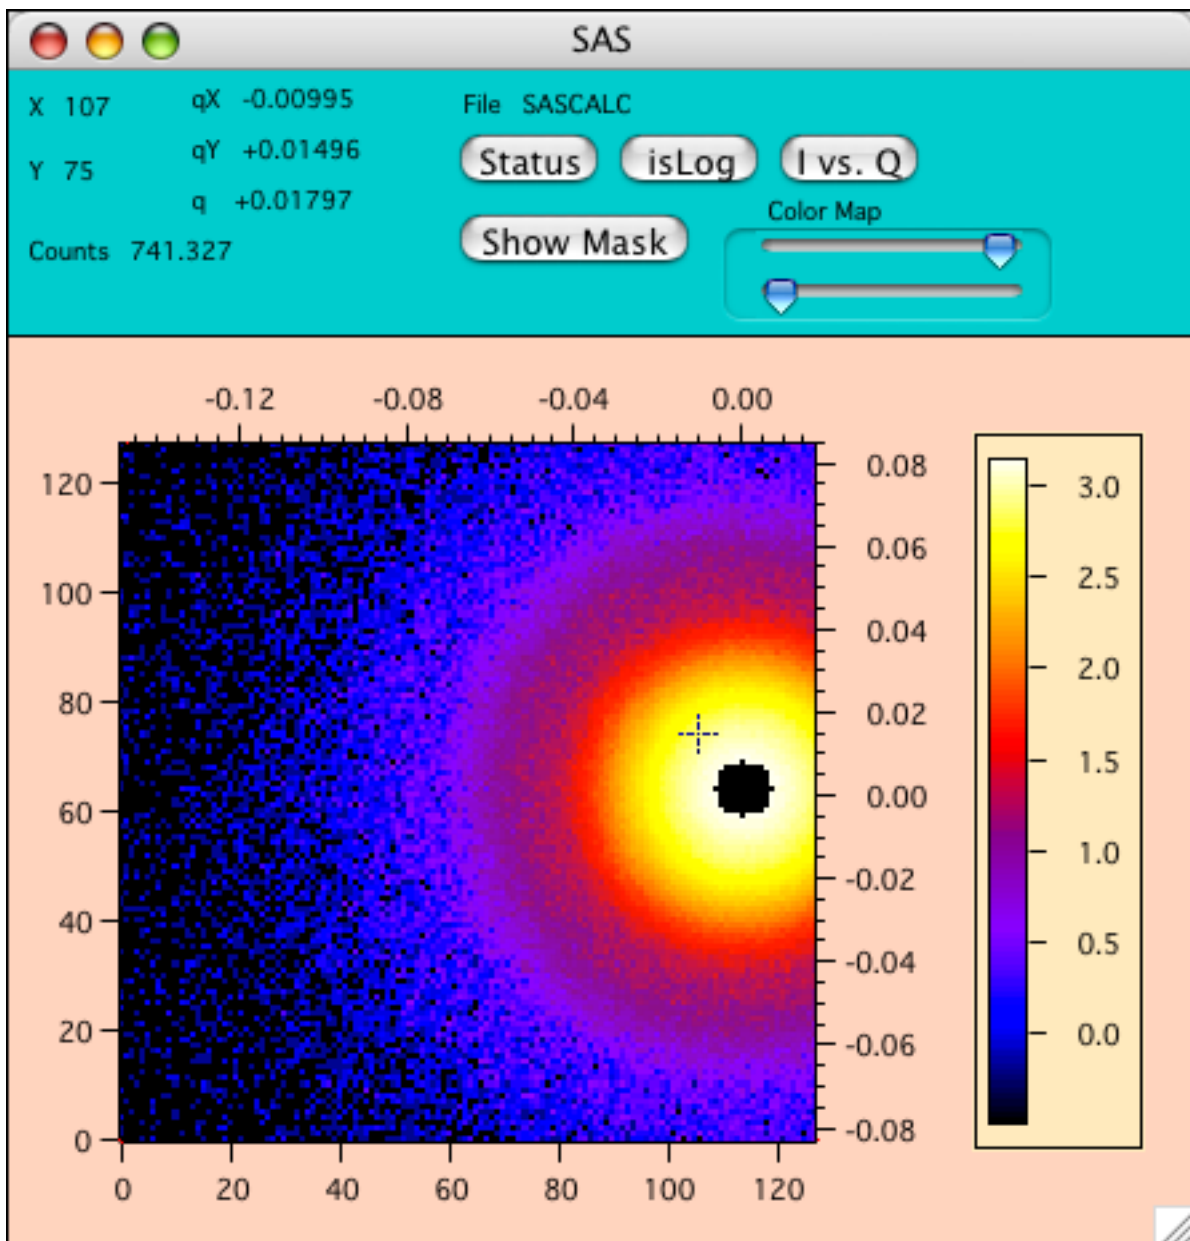 SAS
X 107
qX -0.00995
File SASCALC
Y 75
qY +0.01496
Status
isLog
I vs. Q
q +0.01797
Color Map
Counts 741.327
Show Mask
-0.12 -0.08 -0.04 0.00
120
100
80
60
40
20
0
0.08
0.06
0.04
0.02
0.00
-0.02
-0.04
-0.06
-0.08
3.0
2.5
2.0
1.5
1.0
0.5
0.0
0 20 40 60 80 100 120